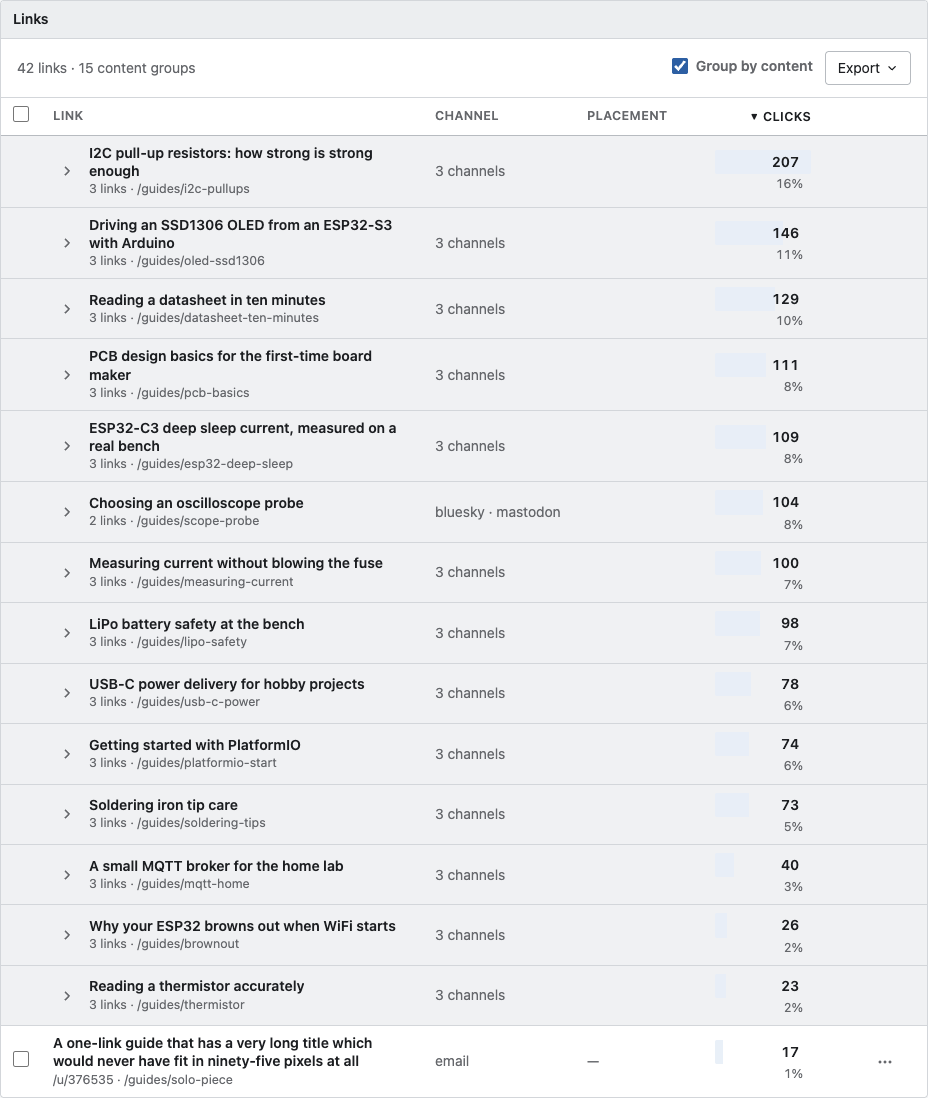 Links
42 links · 15 content groups
Group by content
Export
LINK CHANNEL PLACEMENT ▼ CLICKS
I2C pull-up resistors: how strong is strong
enough
3 links · /guides/i2c-pullups
3 channels
207
16%
Driving an SSD1306 OLED from an ESP32-S3
with Arduino
3 links · /guides/oled-ssd1306
3 channels
146
11%
Reading a datasheet in ten minutes
3 links · /guides/datasheet-ten-minutes
3 channels
129
10%
PCB design basics for the first-time board
maker
3 links · /guides/pcb-basics
3 channels
111
8%
ESP32-C3 deep sleep current, measured on a
real bench
3 links · /guides/esp32-deep-sleep
3 channels
109
8%
Choosing an oscilloscope probe
2 links · /guides/scope-probe
bluesky · mastodon
104
8%
Measuring current without blowing the fuse
3 links · /guides/measuring-current
3 channels
100
7%
LiPo battery safety at the bench
3 links · /guides/lipo-safety
3 channels
98
7%
USB-C power delivery for hobby projects
3 links · /guides/usb-c-power
3 channels
78
6%
Getting started with PlatformIO
3 links · /guides/platformio-start
3 channels
74
6%
Soldering iron tip care
3 links · /guides/soldering-tips
3 channels
73
5%
A small MQTT broker for the home lab
3 links · /guides/mqtt-home
3 channels
40
3%
Why your ESP32 browns out when WiFi starts
3 links · /guides/brownout
3 channels
26
2%
Reading a thermistor accurately
3 links · /guides/thermistor
3 channels
23
2%
A one-link guide that has a very long title which
would never have fit in ninety-five pixels at all
/u/376535 · /guides/solo-piece
email
—
17
1%